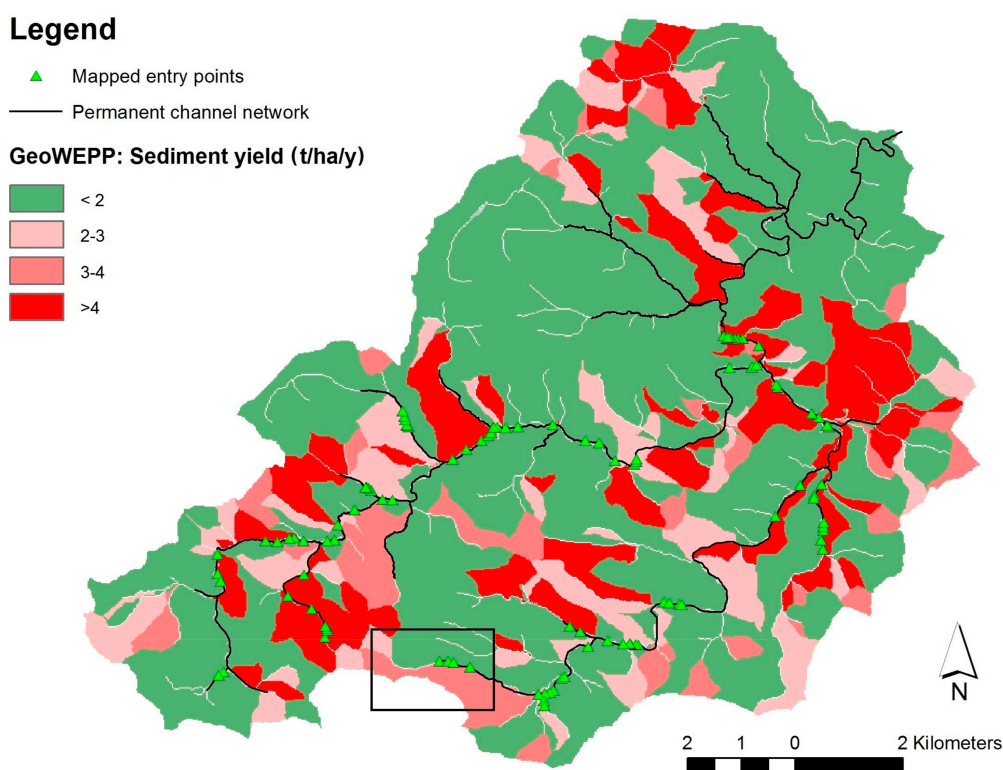 Legend
Mapped entry points
Permanent channel network
GeoWEPP: Sediment yield (t/ha/y)
< 2
2-3
3-4
>4
N
2 1 0 2 Kilometers